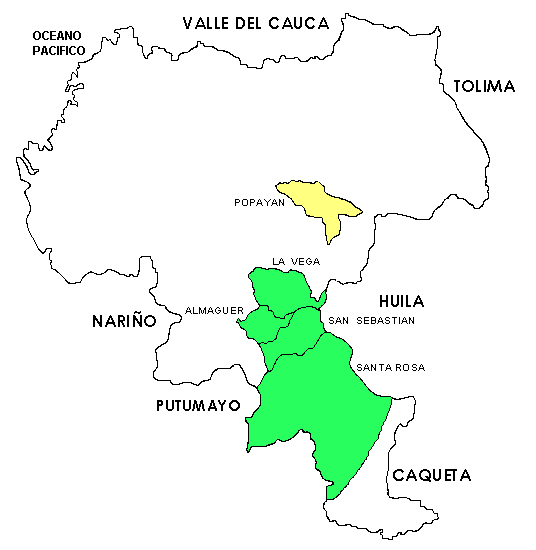 VALLE DEL CAUCA
OCEANO
PACIFICO
TOLIMA
POPAYAN
LA VEGA
HUILA
ALMAGUER
NARIÑO
SAN SEBASTIAN
SANTA ROSA
PUTUMAYO
CAQUETA